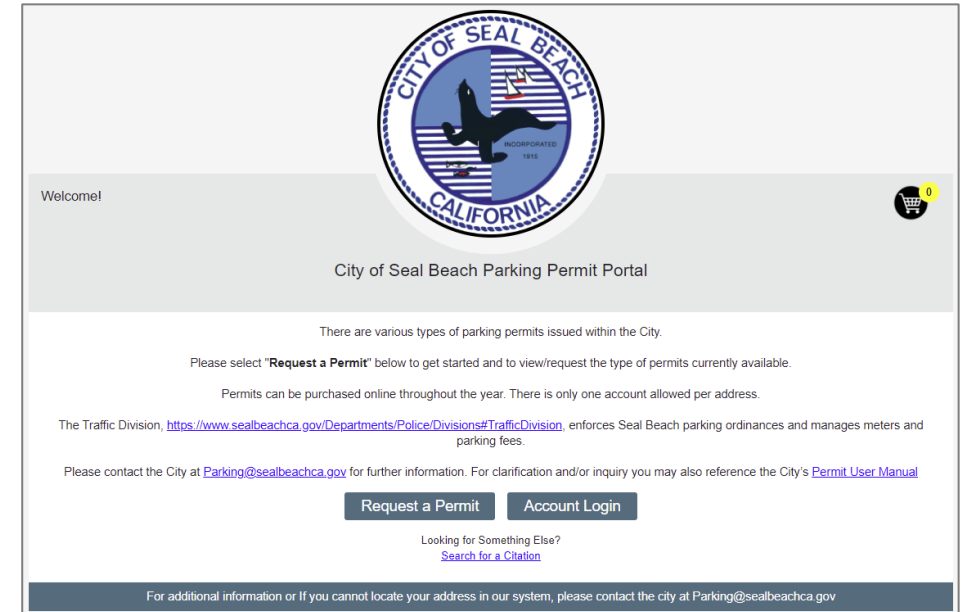 CITY OF SEAL BEACH
INCORPORATED
1915
CALIFORNIA
Welcome!
0
City of Seal Beach Parking Permit Portal
There are various types of parking permits issued within the City.
Please select "Request a Permit" below to get started and to view/request the type of permits currently available.
Permits can be purchased online throughout the year. There is only one account allowed per address.
The Traffic Division, https://www.sealbeachca.gov/Departments/Police/Divisions#TrafficDivision, enforces Seal Beach parking ordinances and manages meters and
parking fees.
Please contact the City at Parking@sealbeachca.gov for further information. For clarification and/or inquiry you may also reference the City's Permit User Manual
Request a Permit Account Login
Looking for Something Else?
Search for a Citation
For additional information or If you cannot locate your address in our system, please contact the city at Parking@sealbeachca.gov